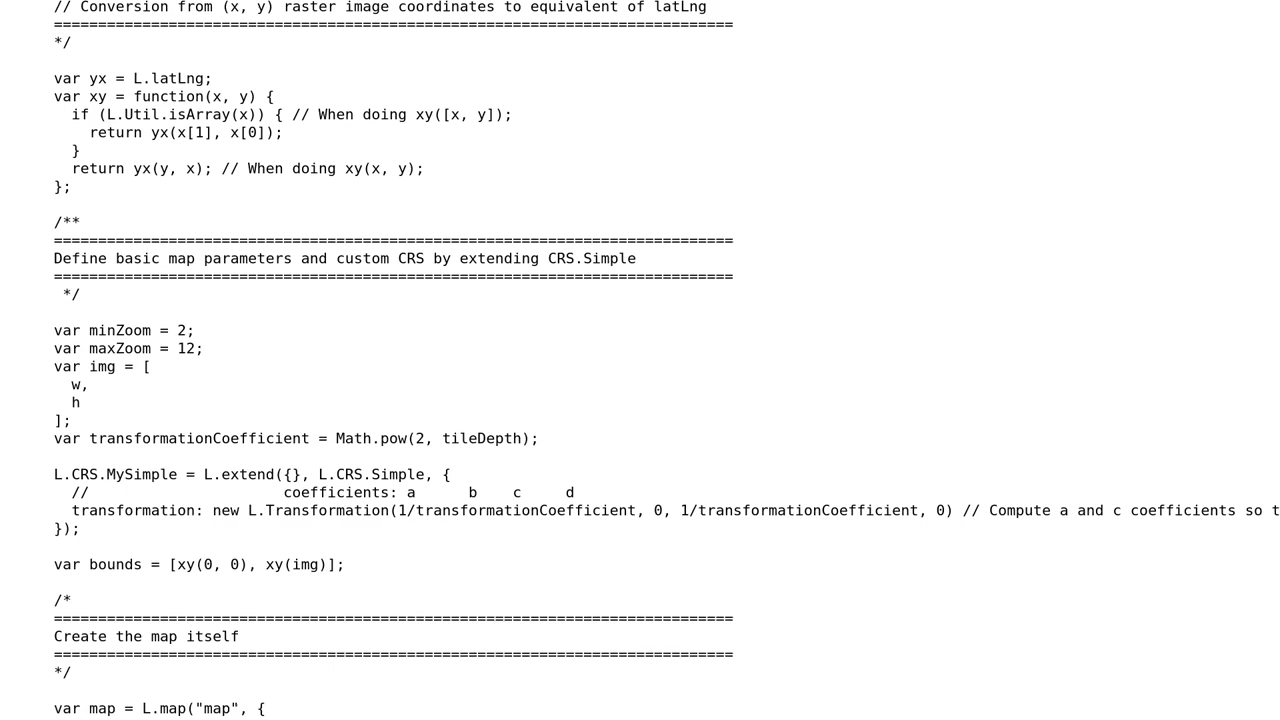 // Conversion from (x, y) raster image coordinates to equivalent of latLng
=============================================================================
*/
var yx = L.latLng;
var xy = function(x, y) {
  if (L.Util.isArray(x)) { // When doing xy([x, y]);
    return yx(x[1], x[0]);
  }
  return yx(y, x); // When doing xy(x, y);
};
/**
=============================================================================
Define basic map parameters and custom CRS by extending CRS.Simple
=============================================================================
 */
var minZoom = 2;
var maxZoom = 12;
var img = [
  w,
  h
];
var transformationCoefficient = Math.pow(2, tileDepth);
L.CRS.MySimple = L.extend({}, L.CRS.Simple, {
  //                      coefficients: a      b    c     d
  transformation: new L.Transformation(1/transformationCoefficient, 0, 1/transformationCoefficient, 0) // Compute a and c coefficients so t
});
var bounds = [xy(0, 0), xy(img)];
/*
=============================================================================
Create the map itself
=============================================================================
*/
var map = L.map("map", {